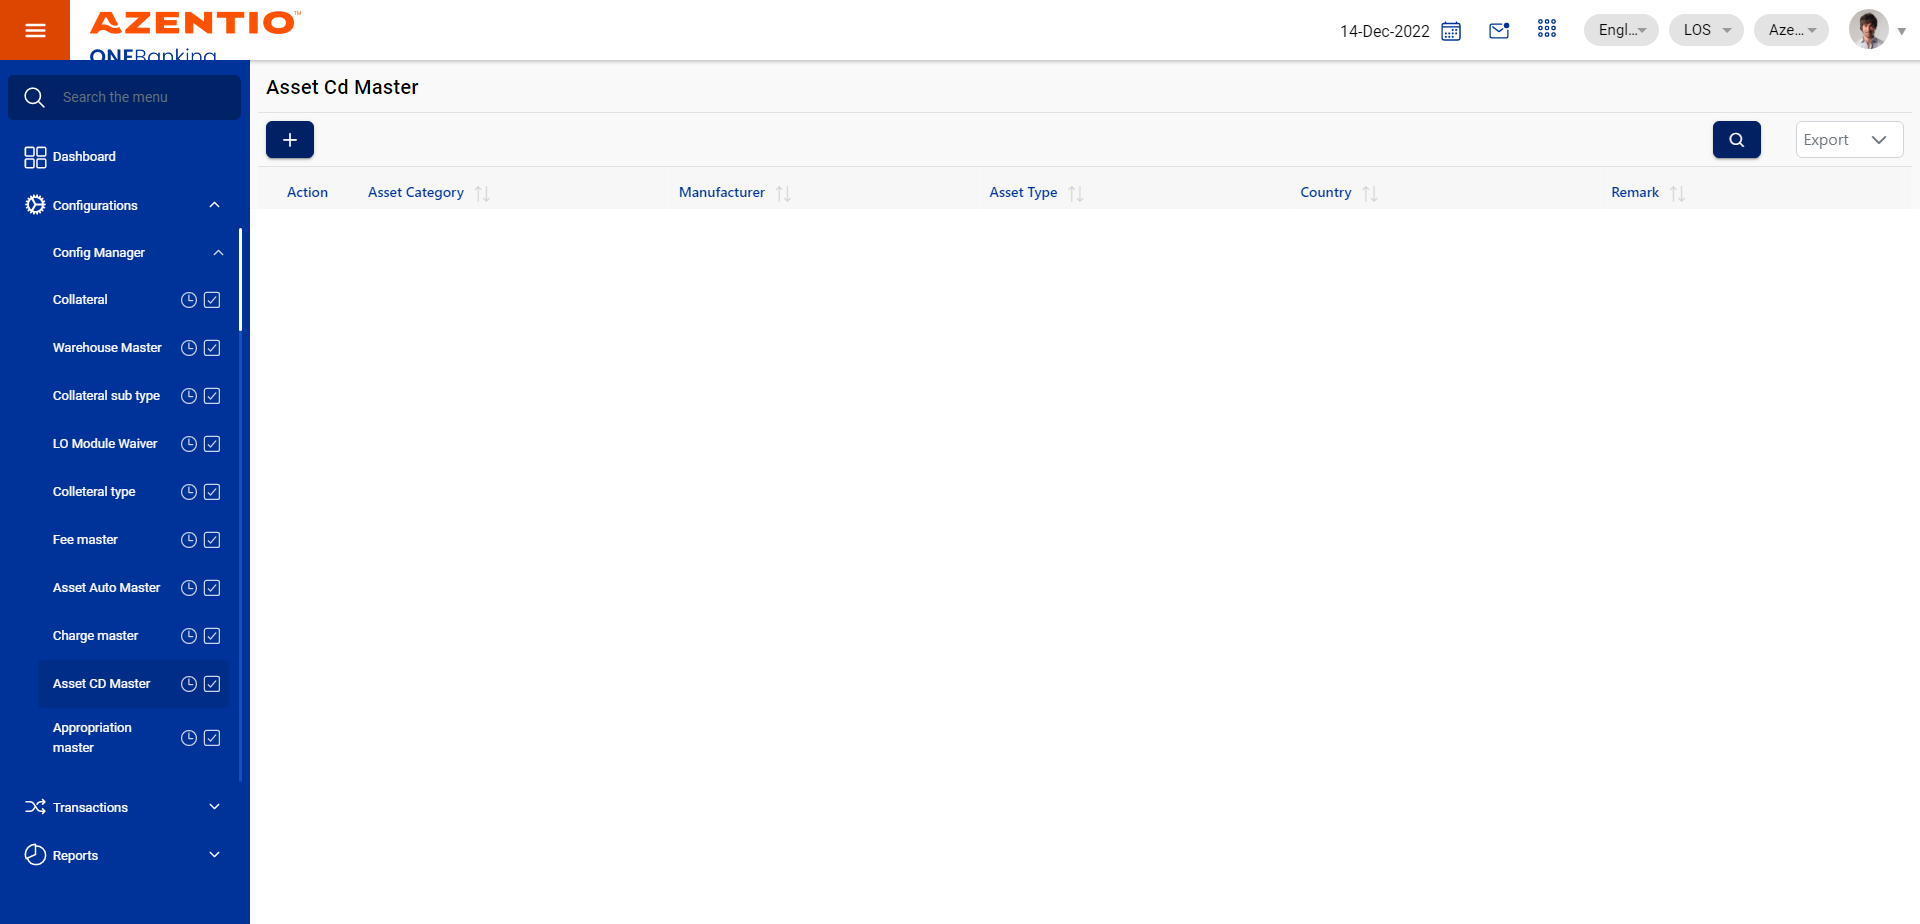 AZENTIO™
ONEBanking
14-Dec-2022
Engl...
LOS
Aze...
Search the menu
Dashboard
Configurations
Config Manager
Collateral
Warehouse Master
Collateral sub type
LO Module Waiver
Colleteral type
Fee master
Asset Auto Master
Charge master
Asset CD Master
Appropriation
master
Transactions
Reports
Asset Cd Master
Export
Action Asset Category Manufacturer Asset Type Country Remark